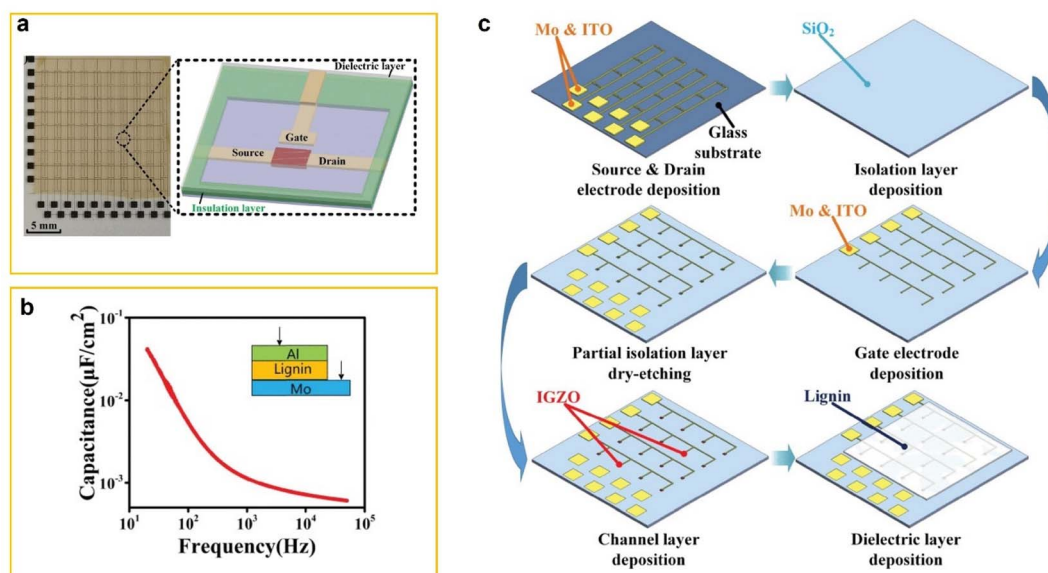 a
Dielectric layer
Gate
Source
Drain
Insulation layer
5 mm
b
Capacitance(μF/cm²)
10⁻¹
10⁻²
10⁻³
10¹
10²
10³
10⁴
10⁵
Frequency(Hz)
Al
Lignin
Mo
c
Mo & ITO
Glass
substrate
Source & Drain
electrode deposition
SiO₂
Isolation layer
deposition
Mo & ITO
Gate electrode
deposition
Partial isolation layer
dry-etching
IGZO
Channel layer
deposition
Lignin
Dielectric layer
deposition